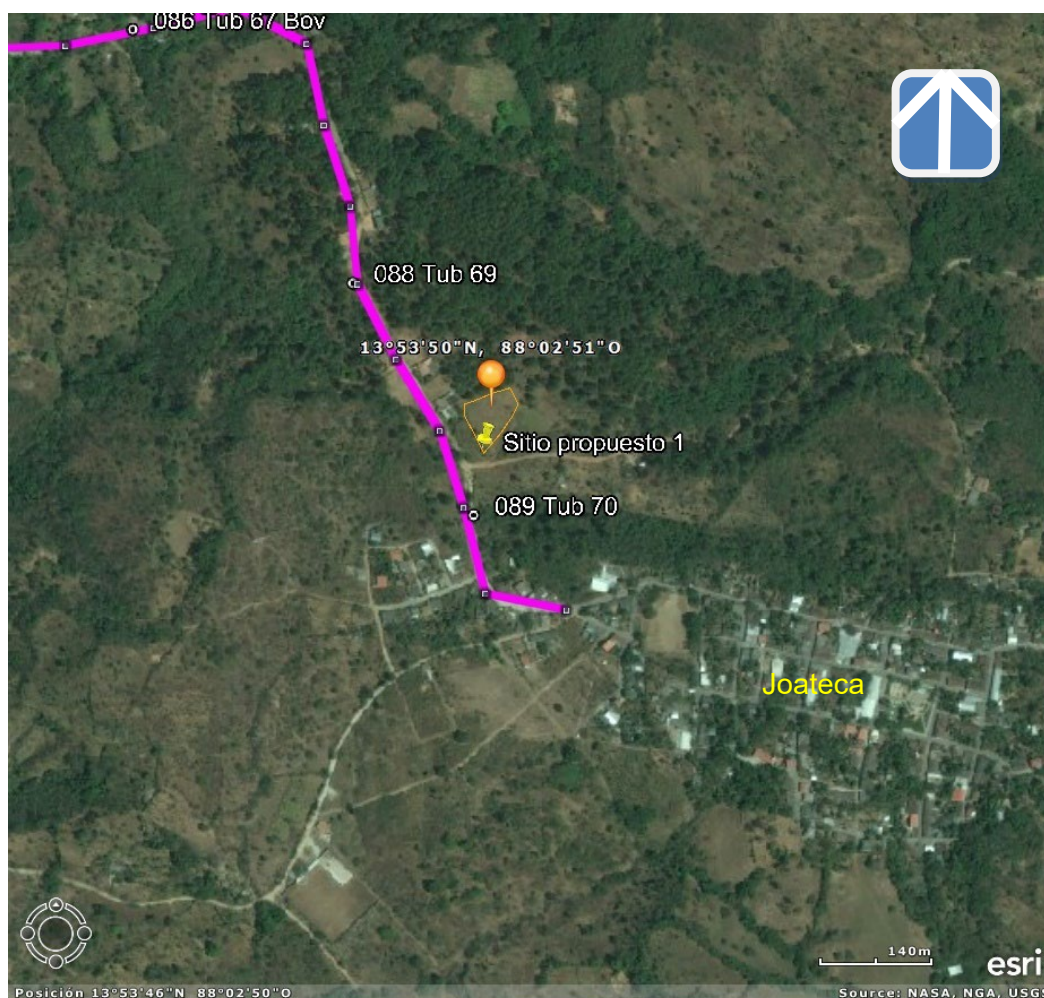 086 Tub 67 Bov
088 Tub 69
13°53'50"N, 88°02'51"O
Sitio propuesto 1
089 Tub 70
Joateca
140m
esri
Posición 13°53'46"N 88°02'50"O
Source: NASA, NGA, USGS